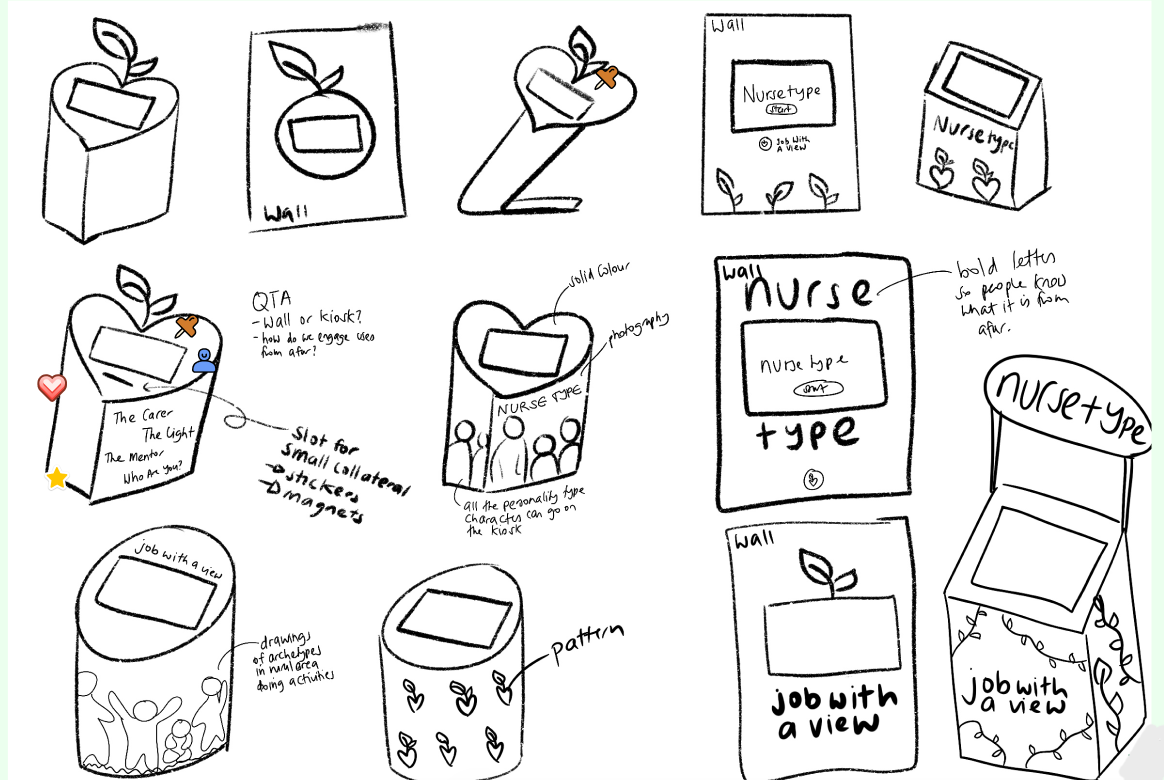 Wall
Wall
Nursetype
Start
Job With
A View
Nursetype
QTA
- Wall or kiosk?
- how do we engage users
from afar?
The Carer
The Light
The Mentor
Who Are You?
Slot for
small collateral
→ stickers
→ magnets
solid colour
photography
NURSE TYPE
all the personality type
characters can go on
the kiosk
Wall
nurse
nursetype
start
type
bold letters
so people know
what it is from
afar.
nursetype
job with a view
drawings
of archetypes
in rural area
doing activities
pattern
Wall
job with
a view
job with
a view